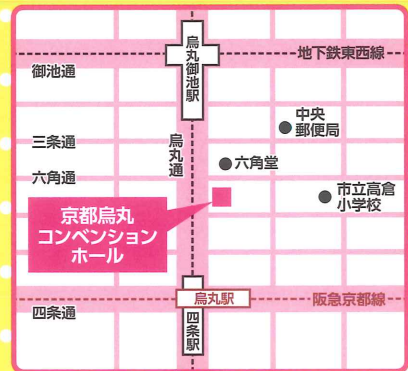 烏丸御池駅
地下鉄東西線
御池通
中央
郵便局
三条通
烏丸通
六角堂
六角通
市立高倉
小学校
京都烏丸
コンベンション
ホール
烏丸駅
阪急京都線
四条通
四条駅